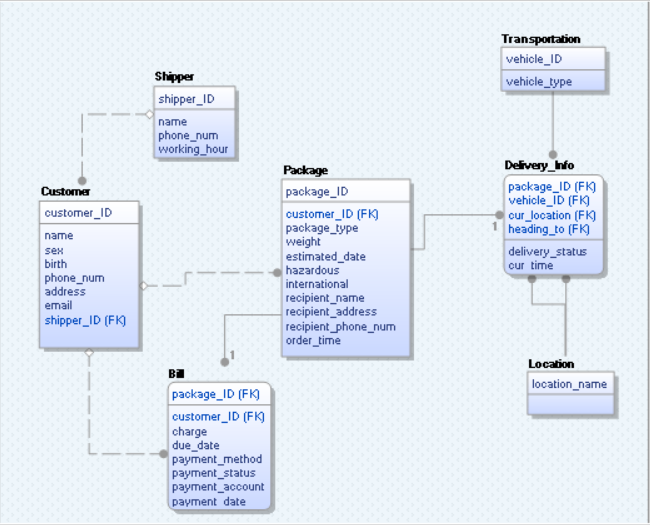 Transportation
vehicle_ID
vehicle_type
Shipper
shipper_ID
name
phone_num
working_hour
Customer
customer_ID
name
sex
birth
phone_num
address
email
shipper_ID (FK)
Package
package_ID
customer_ID (FK)
package_type
weight
estimated_date
hazardous
international
recipient_name
recipient_address
recipient_phone_num
order_time
Delivery_Info
package_ID (FK)
vehicle_ID (FK)
cur_location (FK)
heading_to (FK)
delivery_status
cur_time
1
1
Bill
package_ID (FK)
customer_ID (FK)
charge
due_date
payment_method
payment_status
payment_account
payment_date
Location
location_name